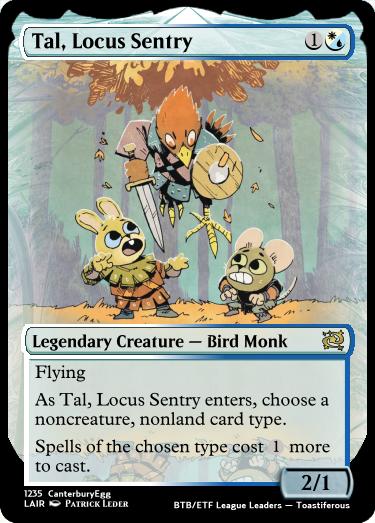 Tal, Locus Sentry 1
Legendary Creature — Bird Monk
Flying
As Tal, Locus Sentry enters, choose a
noncreature, nonland card type.
Spells of the chosen type cost 1 more
to cast.
2/1
1235 CanterburyEgg
LAIR Patrick Leder
BTB/ETF League Leaders — Toastiferous